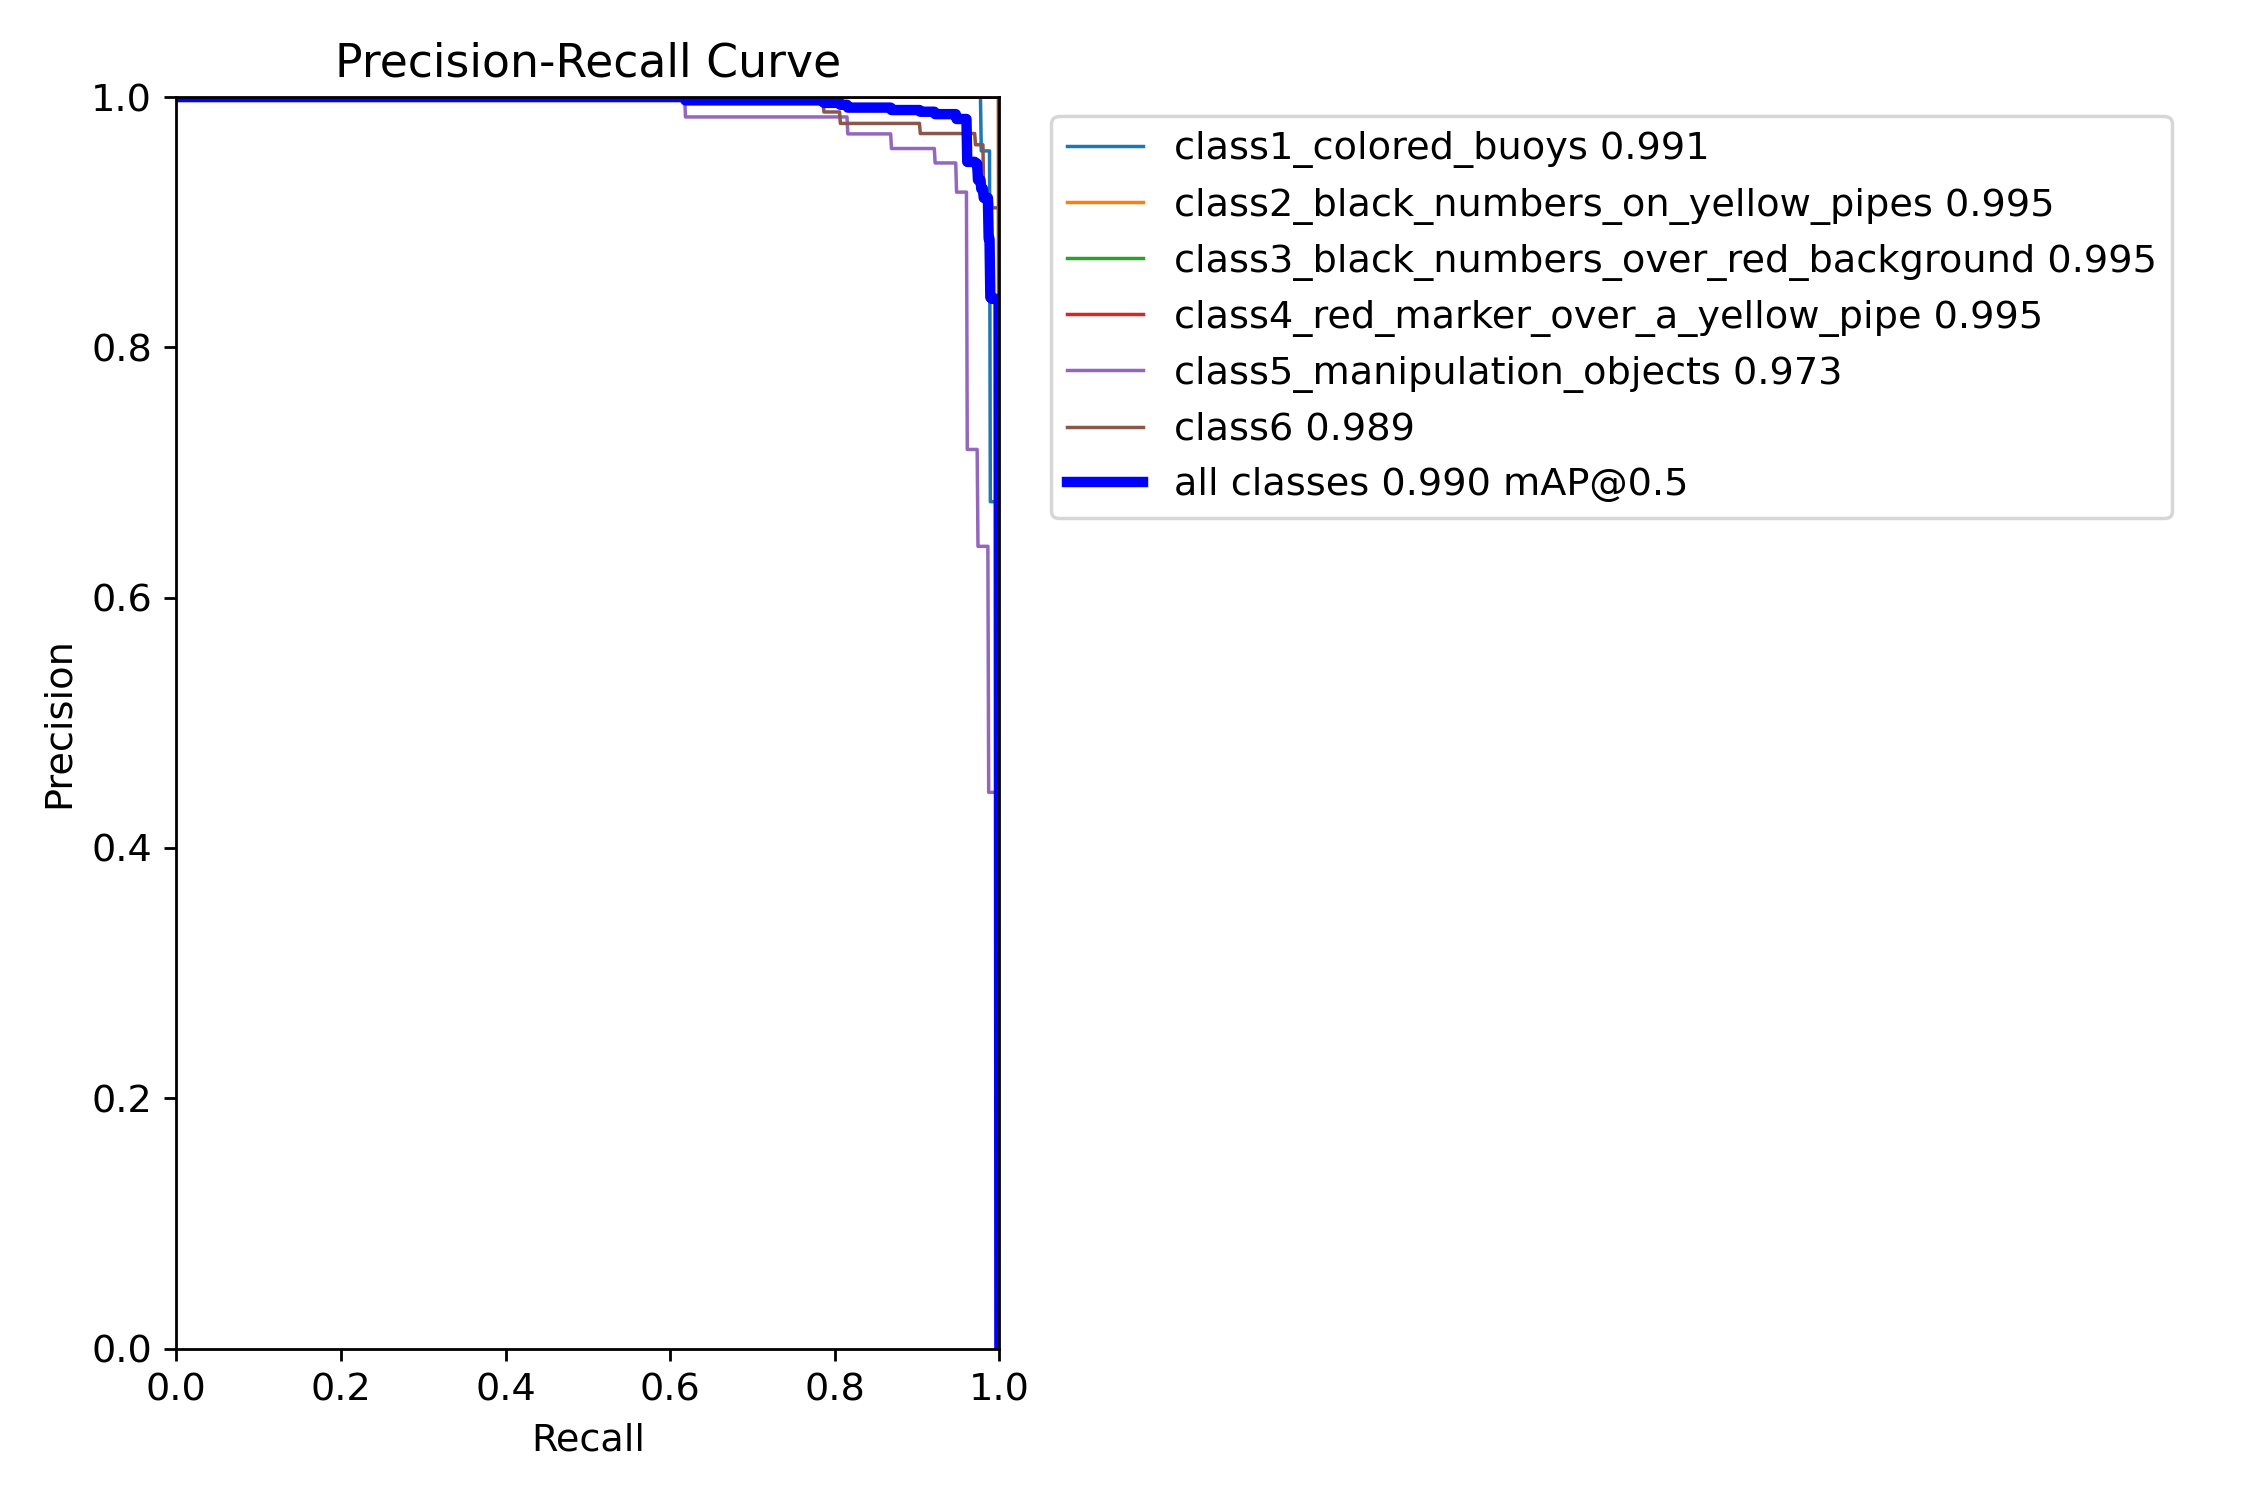 Precision-Recall Curve
1.0
0.8
0.6
0.4
0.2
0.0
Precision
0.0 0.2 0.4 0.6 0.8 1.0
Recall
class1_colored_buoys 0.991
class2_black_numbers_on_yellow_pipes 0.995
class3_black_numbers_over_red_background 0.995
class4_red_marker_over_a_yellow_pipe 0.995
class5_manipulation_objects 0.973
class6 0.989
all classes 0.990 mAP@0.5